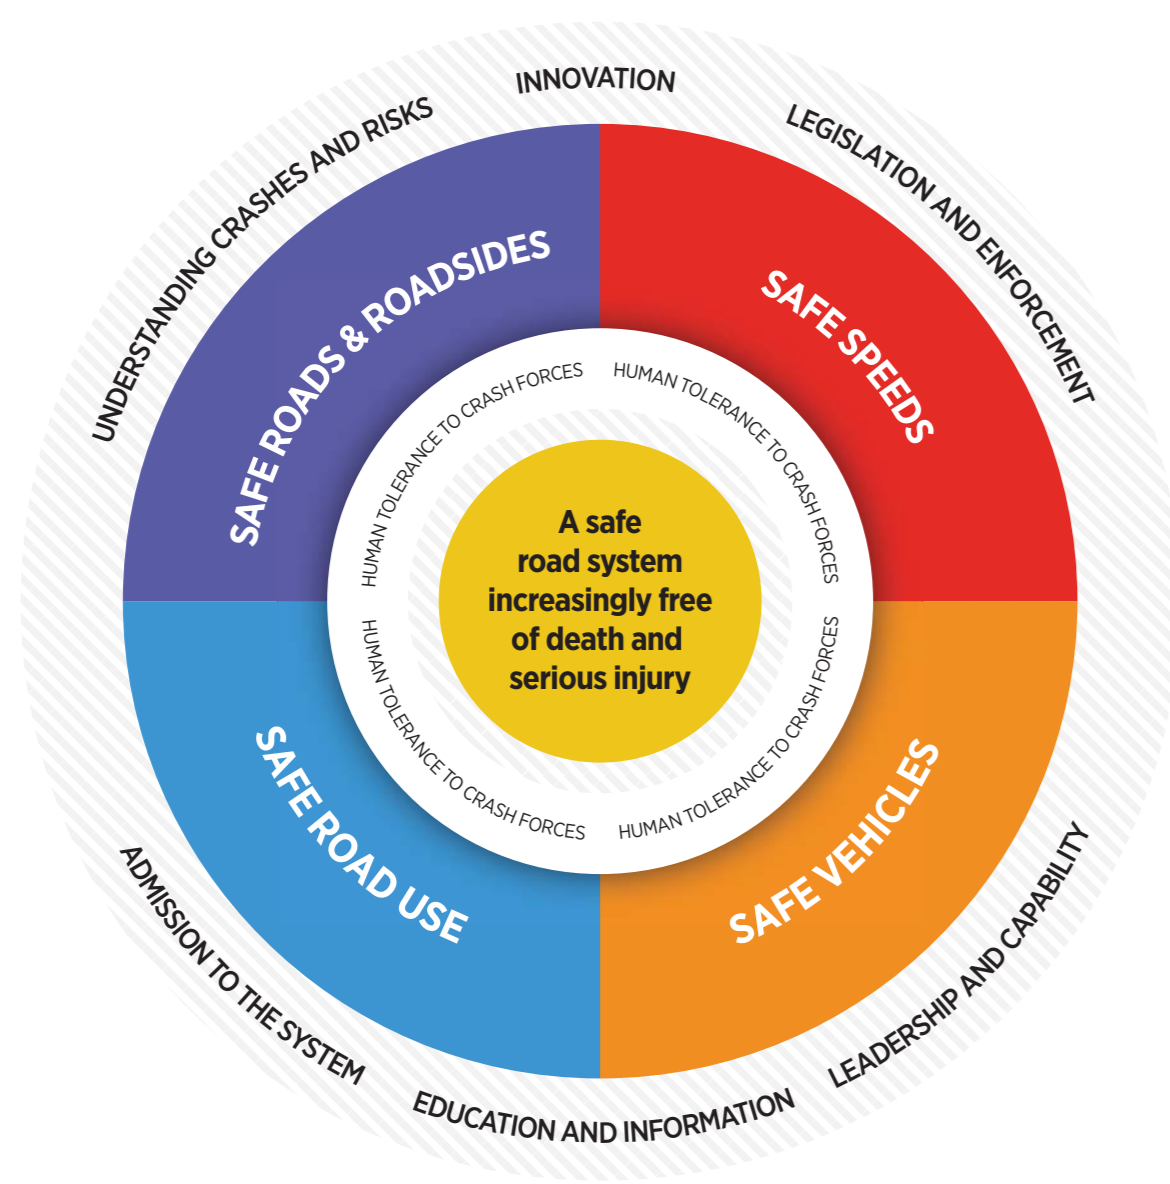 INNOVATION
LEGISLATION AND ENFORCEMENT
LEADERSHIP AND CAPABILITY
EDUCATION AND INFORMATION
ADMISSION TO THE SYSTEM
UNDERSTANDING CRASHES AND RISKS
SAFE ROADS & ROADSIDES
SAFE SPEEDS
SAFE VEHICLES
SAFE ROAD USE
HUMAN TOLERANCE TO CRASH FORCES
HUMAN TOLERANCE TO CRASH FORCES
HUMAN TOLERANCE TO CRASH FORCES
HUMAN TOLERANCE TO CRASH FORCES
A safe
road system
increasingly free
of death and
serious injury